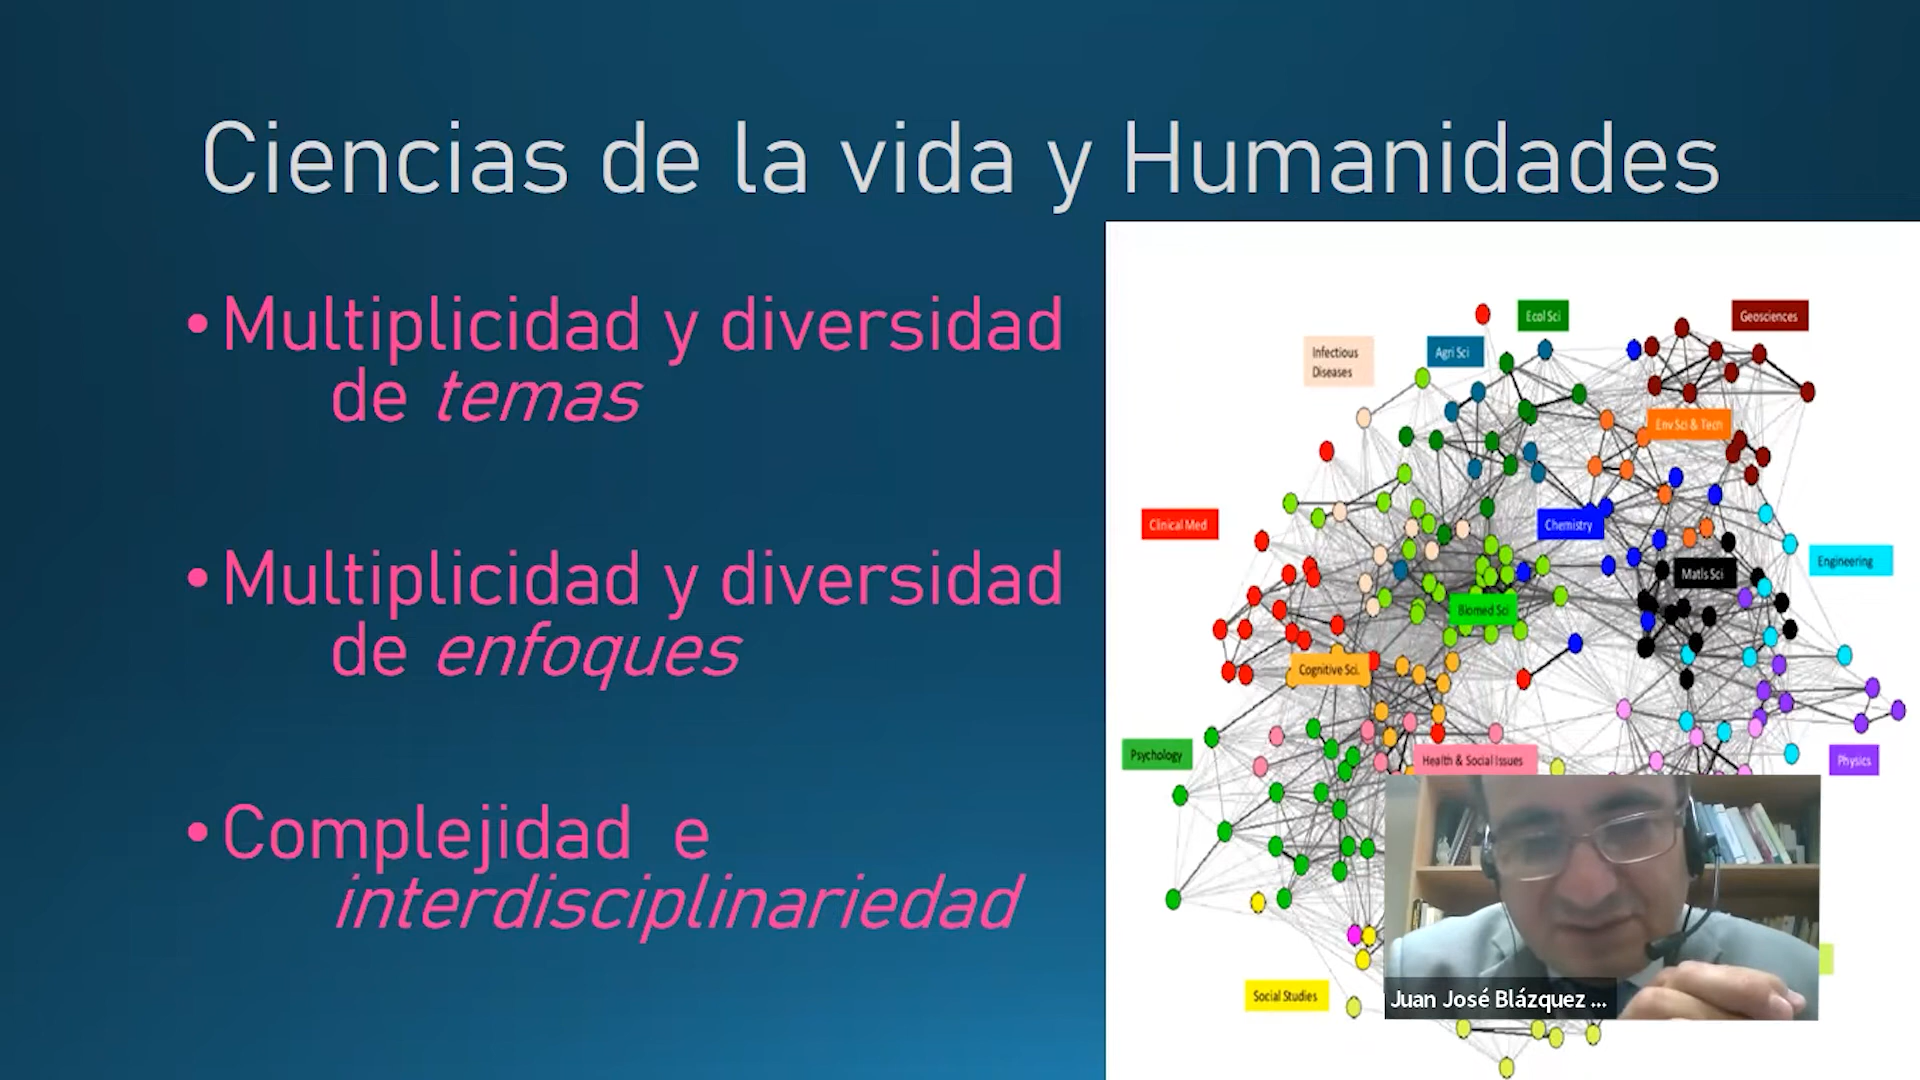 Ciencias de la vida y Humanidades
•Multiplicidad y diversidad
de temas
•Multiplicidad y diversidad
de enfoques
•Complejidad e
interdisciplinariedad
Ecol Sci
Geosciences
Infectious
Diseases
Agri Sci
Env Sci & Tech
Clinical Med
Chemistry
Engineering
Matls Sci
Biomed Sci
Cognitive Sci.
Psychology
Health & Social Issues
Physics
Social Studies
Juan José Blázquez ...